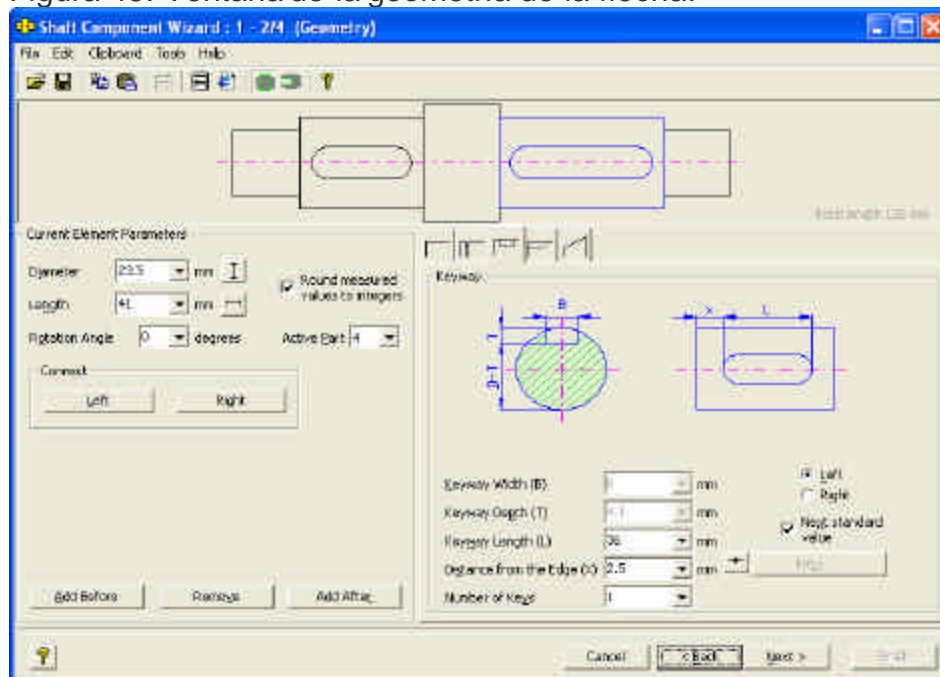 Figura 43. Ventana de la geometría de la flecha.
Shaft Component Wizard : 1 - 2/4 (Geometry)
File Edit Clipboard Tools Help
Current Element Parameters
Diameter 23.5 mm
Length 41 mm
Round measured values to integers
Rotation Angle 0 degrees
Active Part 4
Connect
Left Right
Add Before Remove Add After
Keyway
B
T
D-T
X L
Keyway Width (B) mm
Keyway Depth (T) mm
Keyway Length (L) 36 mm
Distance from the Edge (X) 2.5 mm
Number of Keys 1
Left
Right
Next standard value
Cancel < Back Next >